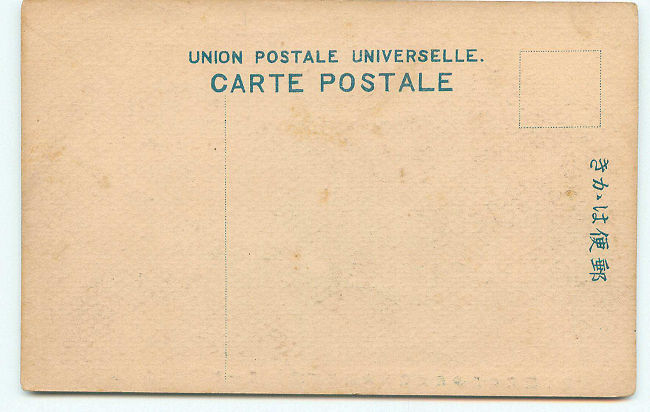 UNION POSTALE UNIVERSELLE.
CARTE POSTALE
郵便はかき